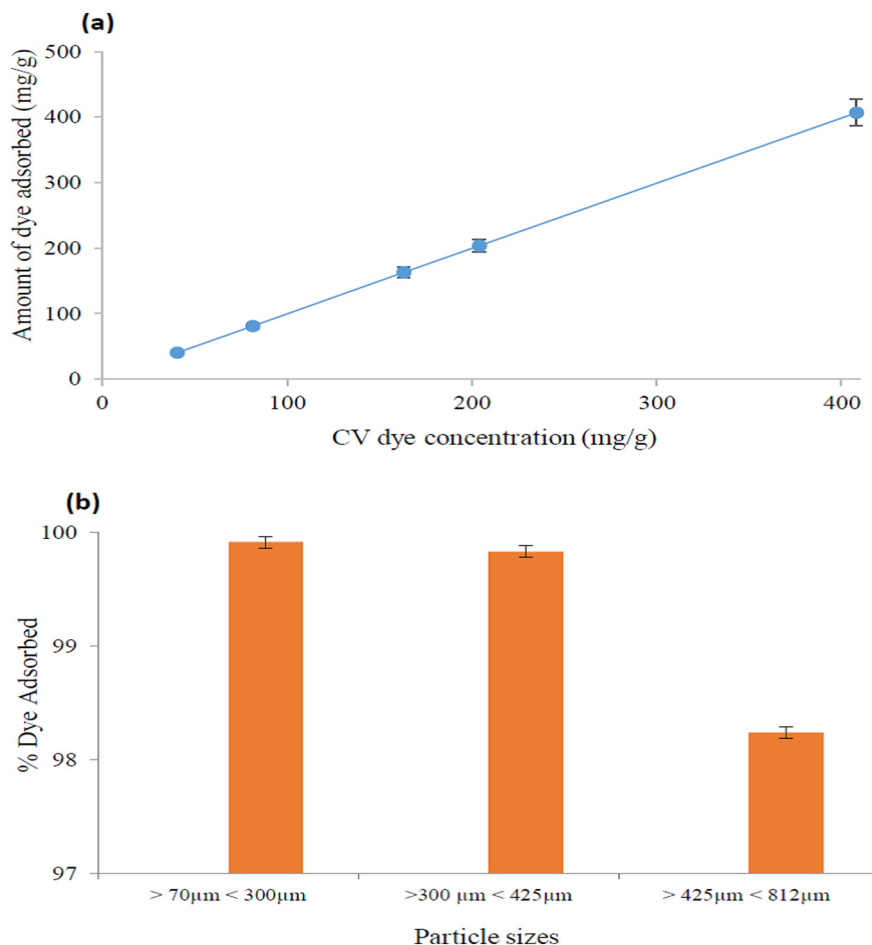 (a)
Amount of dye adsorbed (mg/g)
500
400
300
200
100
0
0 100 200 300 400
CV dye concentration (mg/g)
(b)
% Dye Adsorbed
100
99
98
97
> 70µm < 300µm >300 µm < 425µm > 425µm < 812µm
Particle sizes